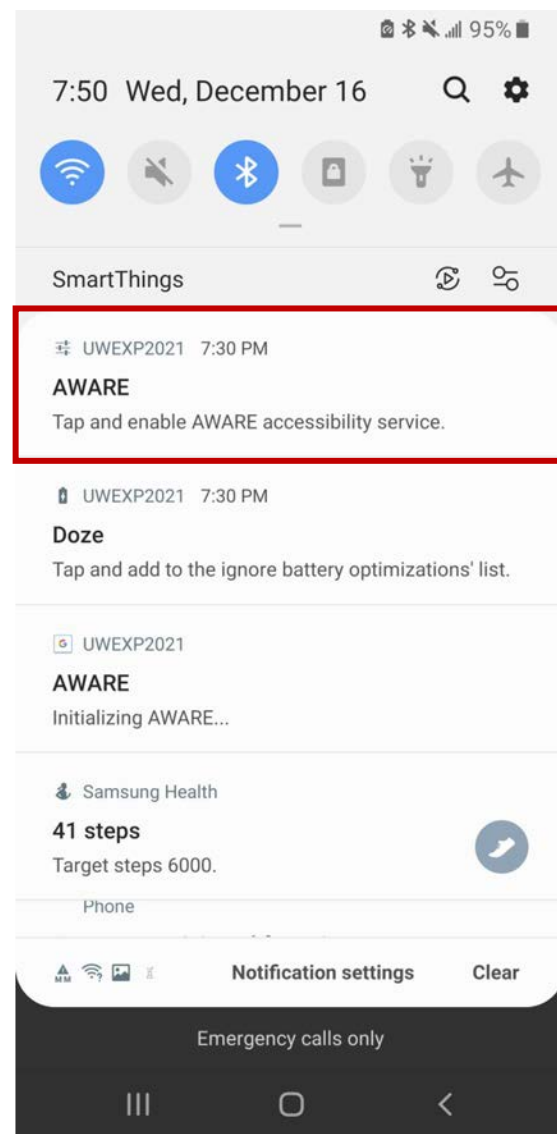 95%
7:50 Wed, December 16
SmartThings
UWEXP2021 7:30 PM
AWARE
Tap and enable AWARE accessibility service.
UWEXP2021 7:30 PM
Doze
Tap and add to the ignore battery optimizations' list.
UWEXP2021
AWARE
Initializing AWARE...
Samsung Health
41 steps
Target steps 6000.
Phone
Notification settings Clear
Emergency calls only